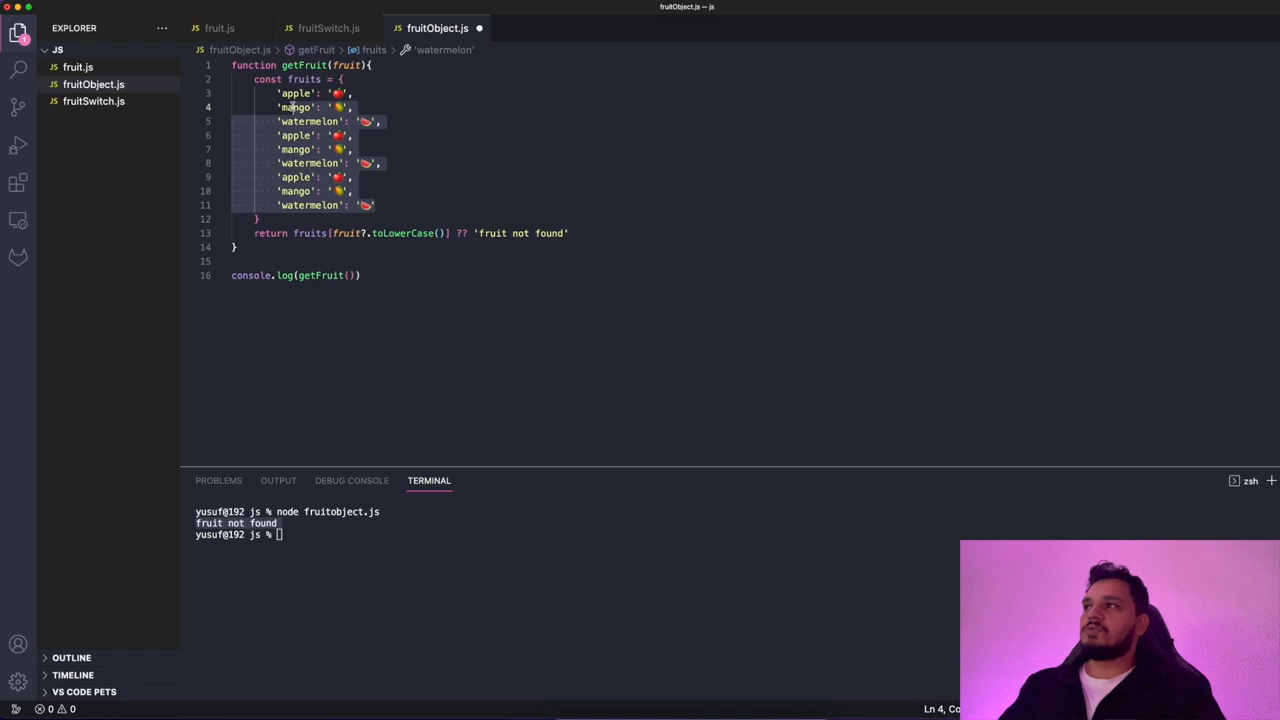 fruitObject.js — js
EXPLORER
JS
fruit.js
fruitObject.js
fruitSwitch.js
OUTLINE
TIMELINE
VS CODE PETS
JS fruit.js
JS fruitSwitch.js
JS fruitObject.js
JS fruitObject.js > getFruit > fruits > 'watermelon'
1 function getFruit(fruit){
2 const fruits = {
3 'apple': '🍎',
4 'mango': '🥭',
5 'watermelon': '🍉',
6 'apple': '🍎',
7 'mango': '🥭',
8 'watermelon': '🍉',
9 'apple': '🍎',
10 'mango': '🥭',
11 'watermelon': '🍉'
12 }
13 return fruits[fruit?.toLowerCase()] ?? 'fruit not found'
14 }
15
16 console.log(getFruit())
PROBLEMS OUTPUT DEBUG CONSOLE TERMINAL
zsh
yusuf@192 js % node fruitobject.js
fruit not found
yusuf@192 js %
0 0
Ln 4, Co